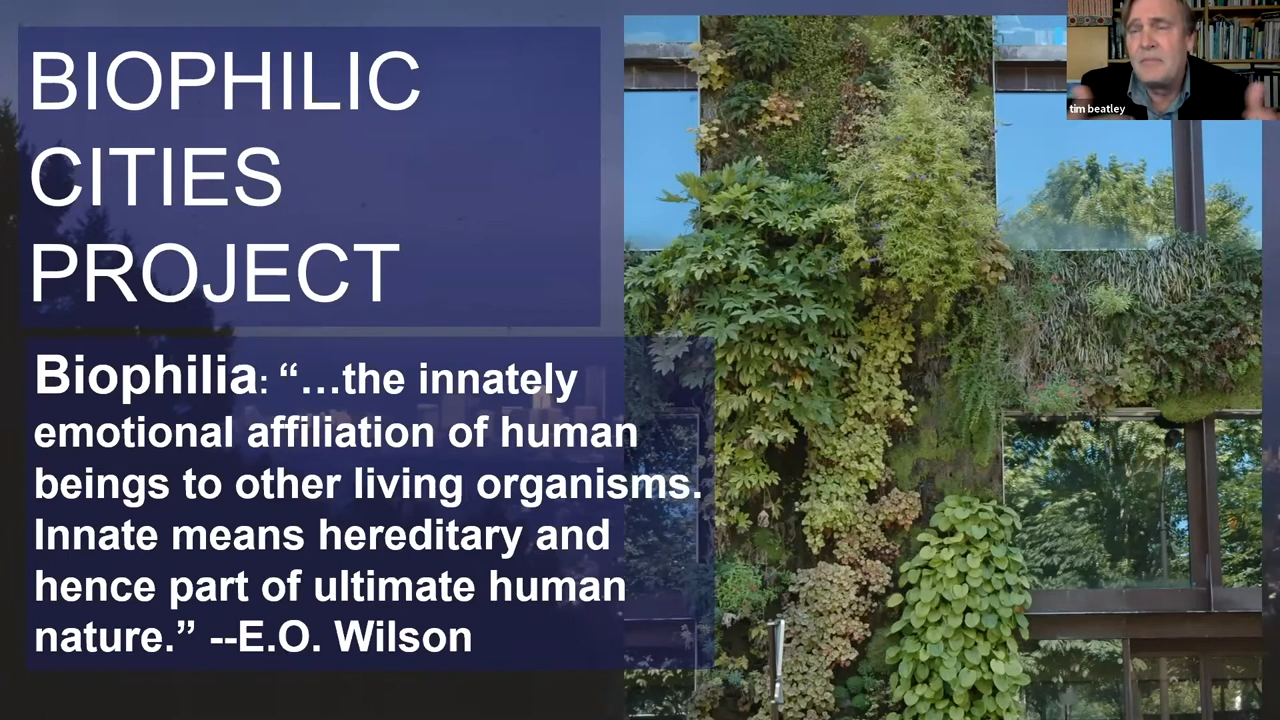 BIOPHILIC
CITIES
PROJECT
Biophilia: “…the innately
emotional affiliation of human
beings to other living organisms.
Innate means hereditary and
hence part of ultimate human
nature.” --E.O. Wilson
tim beatley